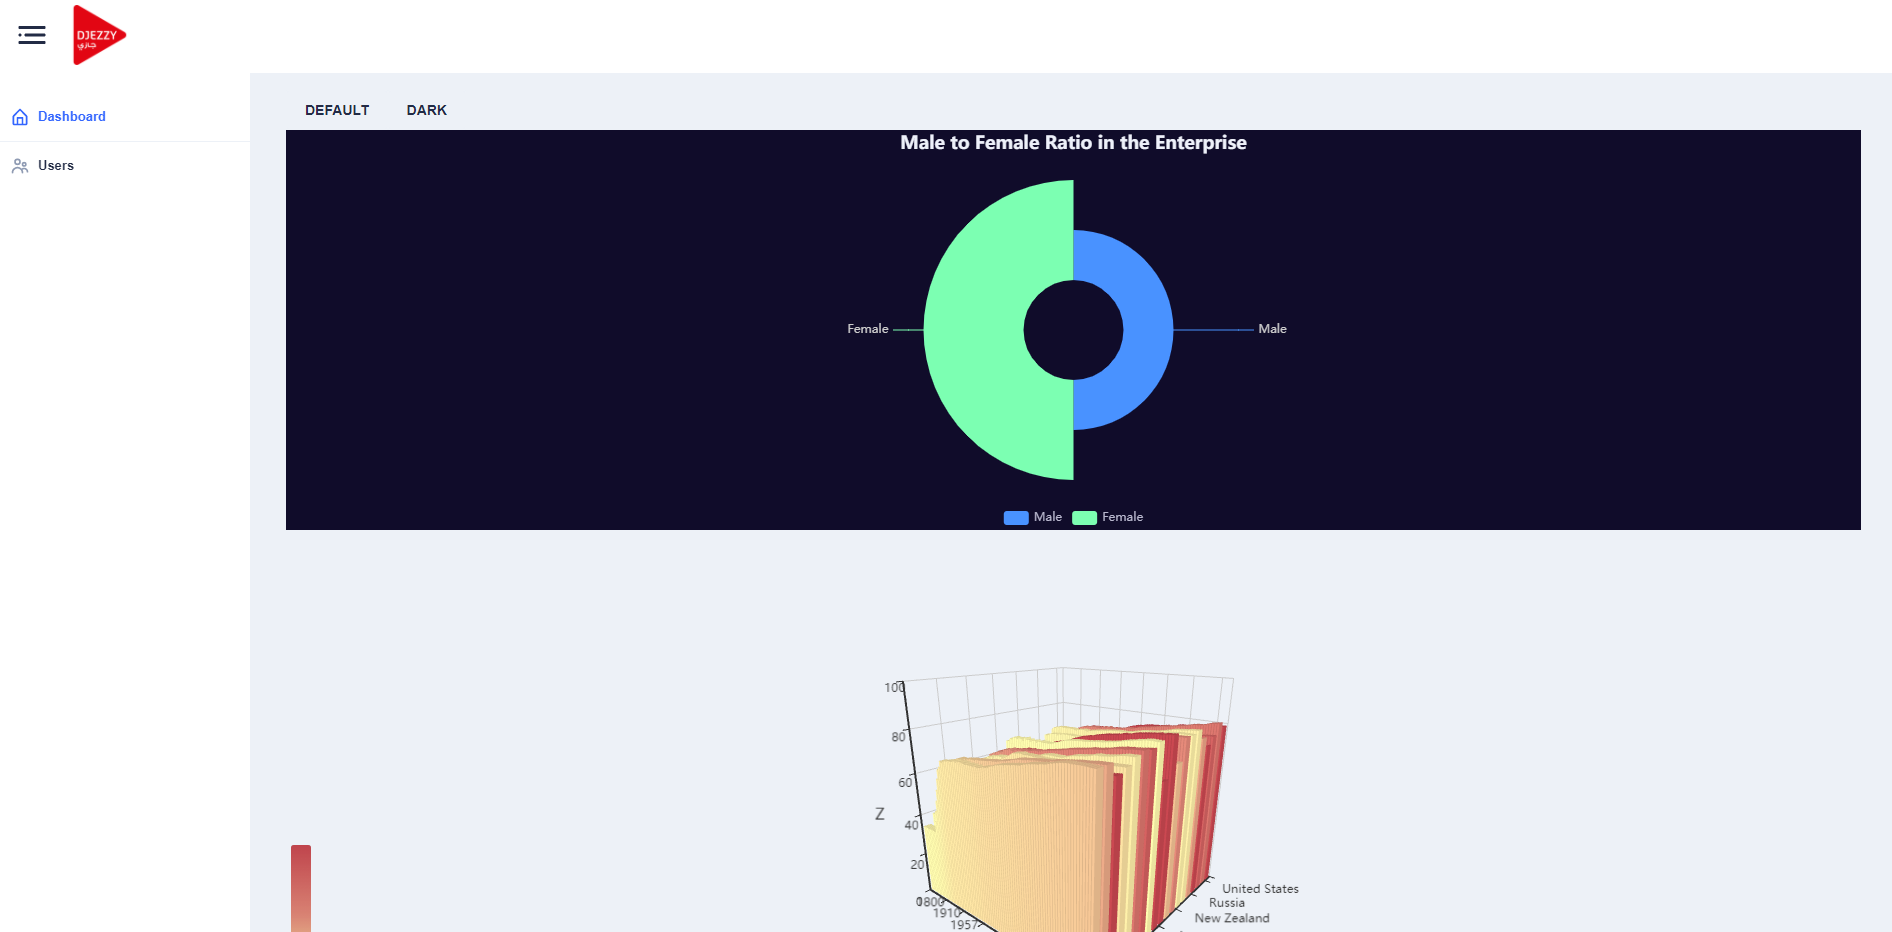 DJEZZY
جازي
Dashboard
Users
DEFAULT DARK
Male to Female Ratio in the Enterprise
Female
Male
Male Female
100
80
60
Z
40
20
0
1800
1910
1957
United States
Russia
New Zealand